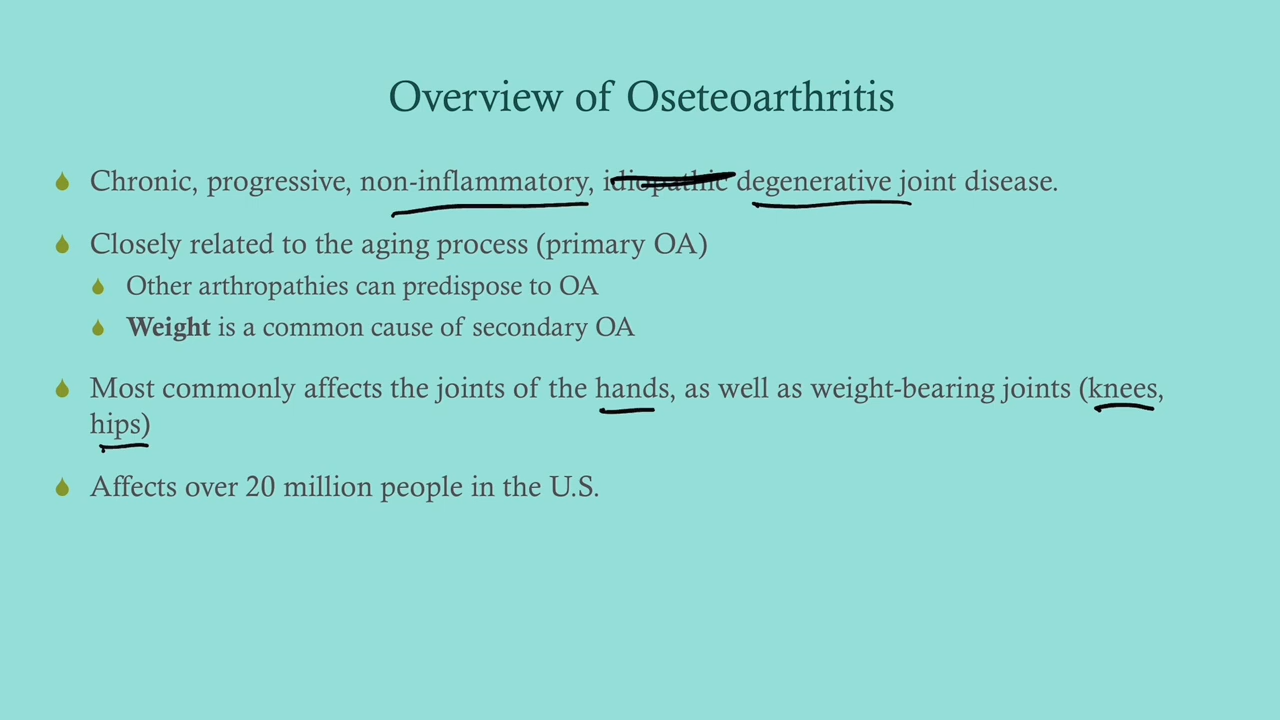 Overview of Oseteoarthritis
Chronic, progressive, non-inflammatory, idiopathic degenerative joint disease.
Closely related to the aging process (primary OA)
Other arthropathies can predispose to OA
Weight is a common cause of secondary OA
Most commonly affects the joints of the hands, as well as weight-bearing joints (knees,
hips)
Affects over 20 million people in the U.S.